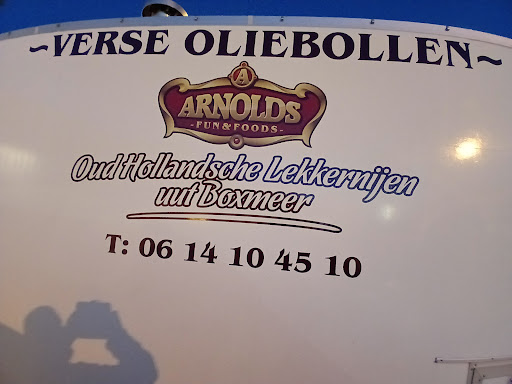 ~VERSE OLIEBOLLEN~
A
ARNOLDS
-FUN&FOODS-
Oud Hollandsche Lekkernijen
uut Boxmeer
T: 06 14 10 45 10